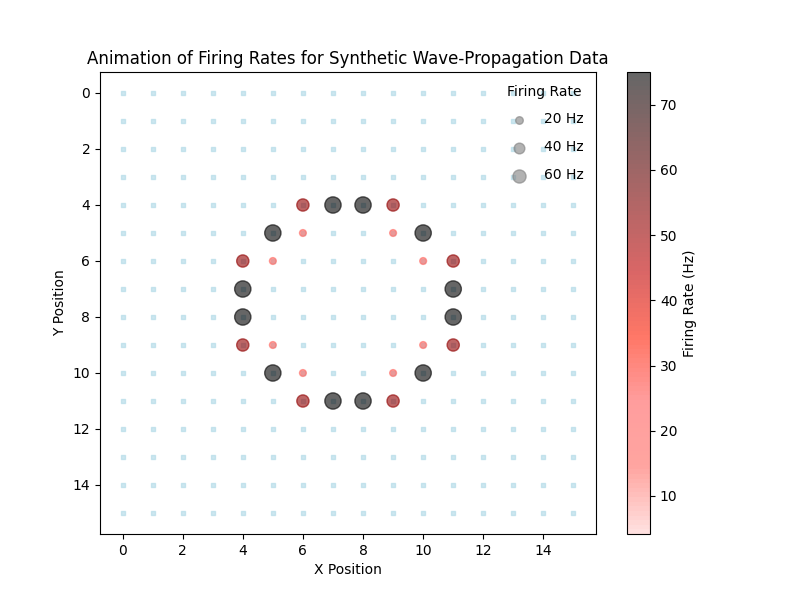 Animation of Firing Rates for Synthetic Wave-Propagation Data
Firing Rate
20 Hz
40 Hz
60 Hz
0
2
4
6
8
10
12
14
Y Position
0 2 4 6 8 10 12 14
X Position
70
60
50
40
30
20
10
Firing Rate (Hz)